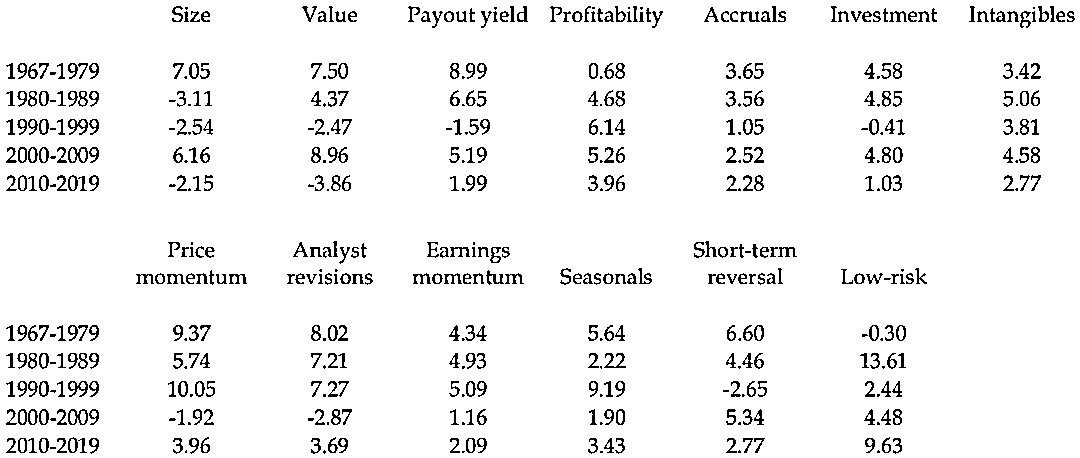 Size Value Payout yield Profitability Accruals Investment Intangibles
1967-1979 7.05 7.50 8.99 0.68 3.65 4.58 3.42
1980-1989 -3.11 4.37 6.65 4.68 3.56 4.85 5.06
1990-1999 -2.54 -2.47 -1.59 6.14 1.05 -0.41 3.81
2000-2009 6.16 8.96 5.19 5.26 2.52 4.80 4.58
2010-2019 -2.15 -3.86 1.99 3.96 2.28 1.03 2.77
Price Analyst Earnings Short-term
momentum revisions momentum Seasonals reversal Low-risk
1967-1979 9.37 8.02 4.34 5.64 6.60 -0.30
1980-1989 5.74 7.21 4.93 2.22 4.46 13.61
1990-1999 10.05 7.27 5.09 9.19 -2.65 2.44
2000-2009 -1.92 -2.87 1.16 1.90 5.34 4.48
2010-2019 3.96 3.69 2.09 3.43 2.77 9.63